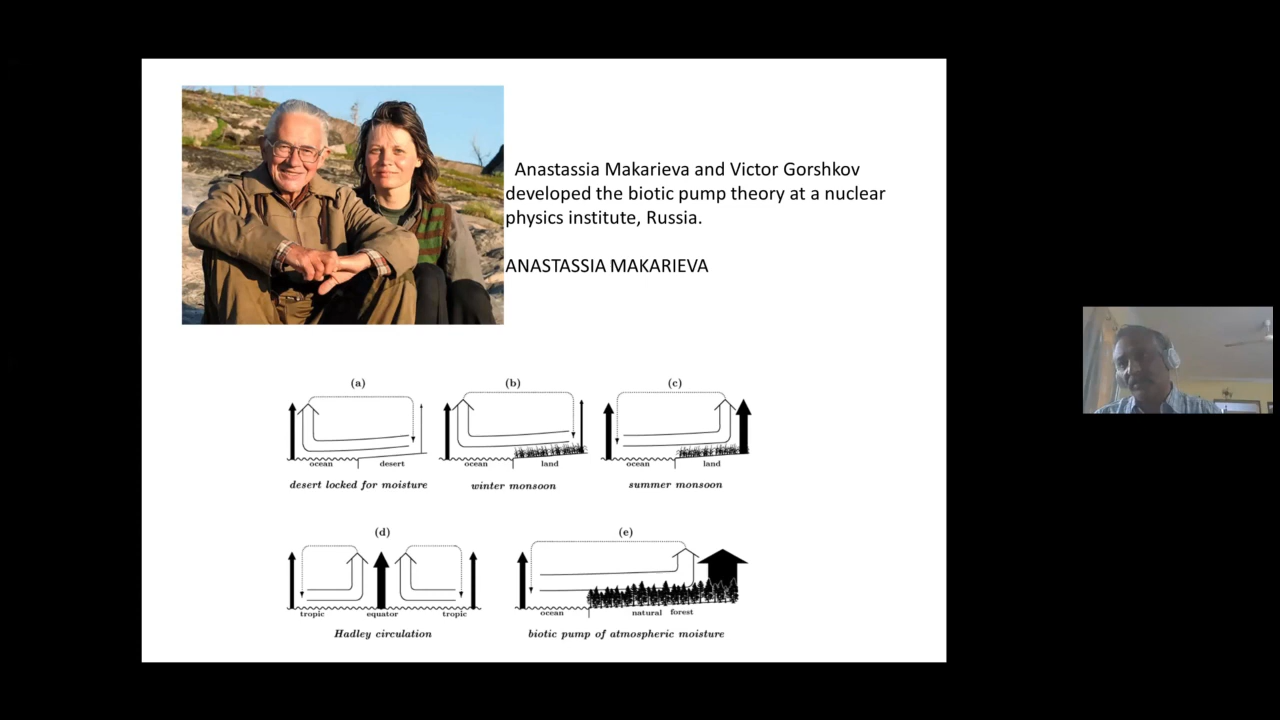 Anastassia Makarieva and Victor Gorshkov
developed the biotic pump theory at a nuclear
physics institute, Russia.
ANASTASSIA MAKARIEVA
(a)
(b)
(c)
ocean desert
ocean land
ocean land
desert locked for moisture
winter monsoon
summer monsoon
(d)
(e)
tropic equator tropic
ocean natural forest
Hadley circulation
biotic pump of atmospheric moisture